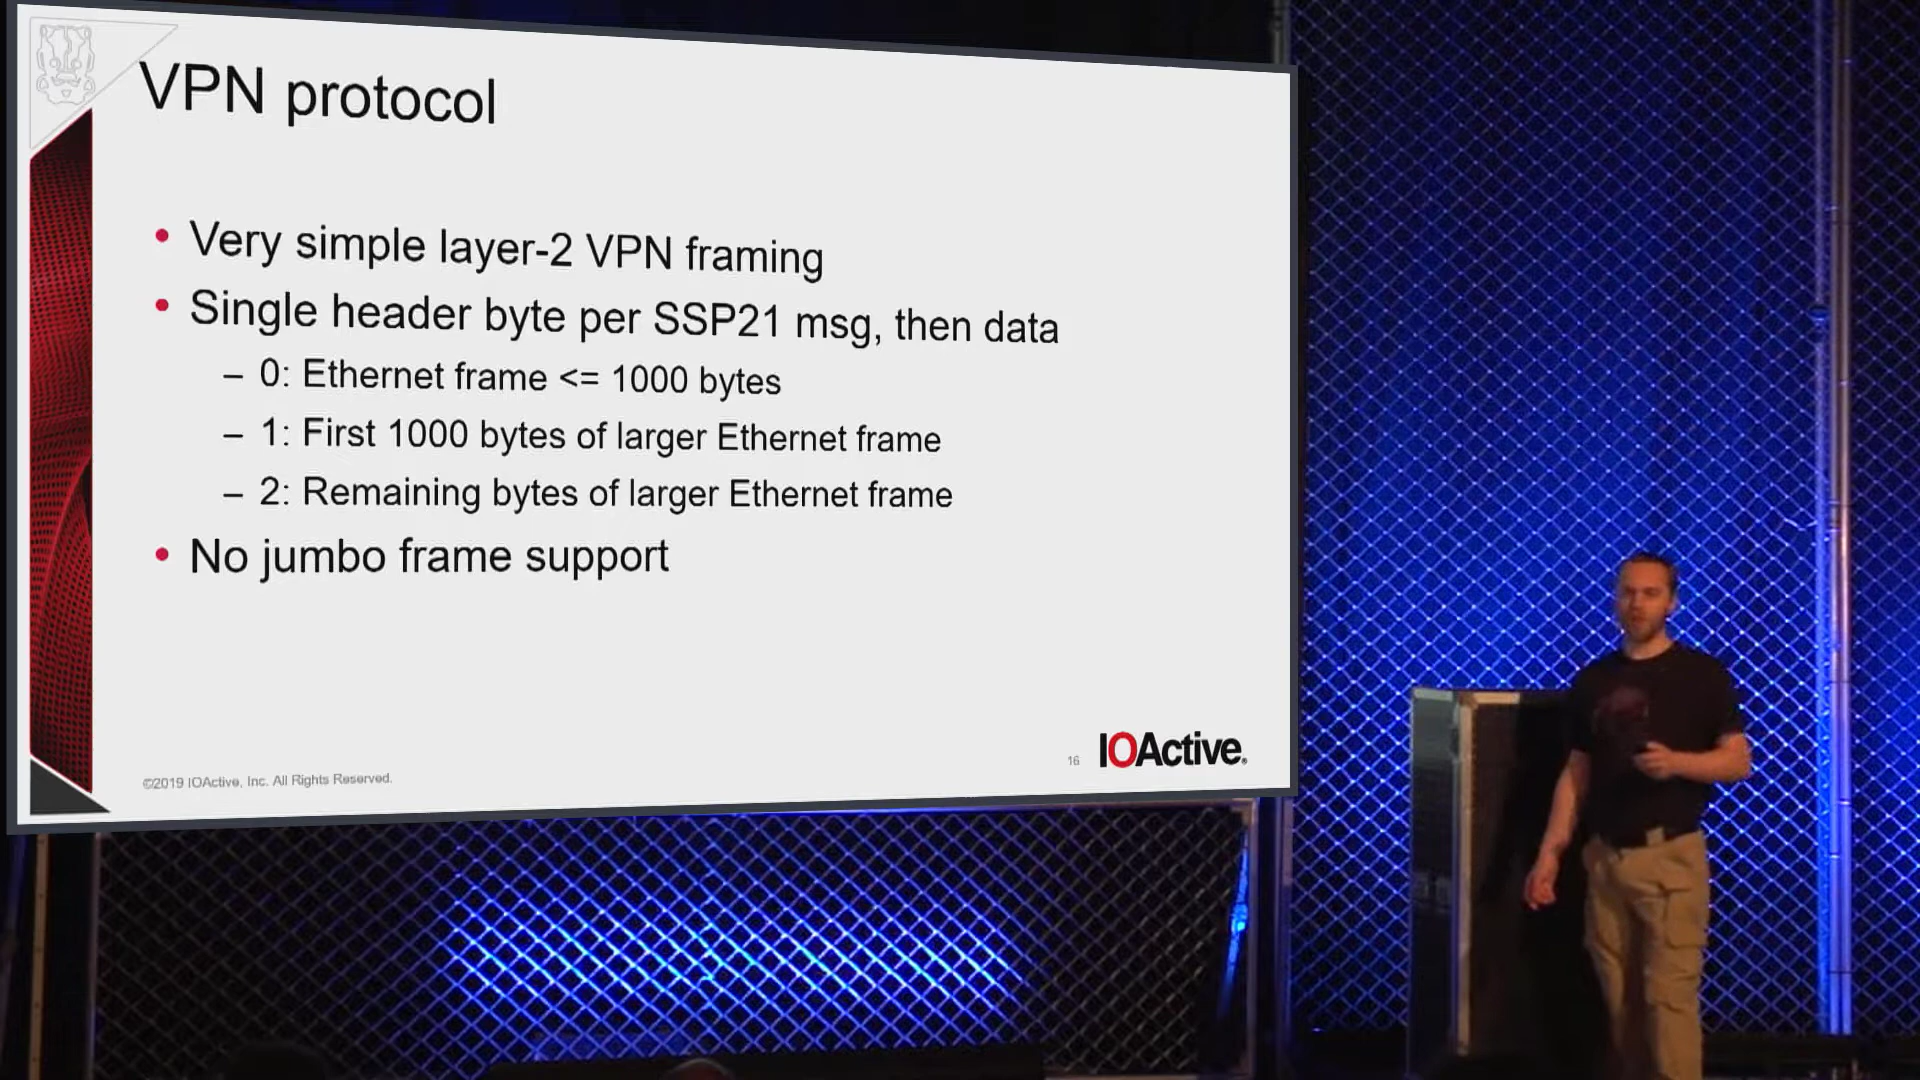 VPN protocol
• Very simple layer-2 VPN framing
• Single header byte per SSP21 msg, then data
– 0: Ethernet frame <= 1000 bytes
– 1: First 1000 bytes of larger Ethernet frame
– 2: Remaining bytes of larger Ethernet frame
• No jumbo frame support
©2019 IOActive, Inc. All Rights Reserved.
16
IOActive.